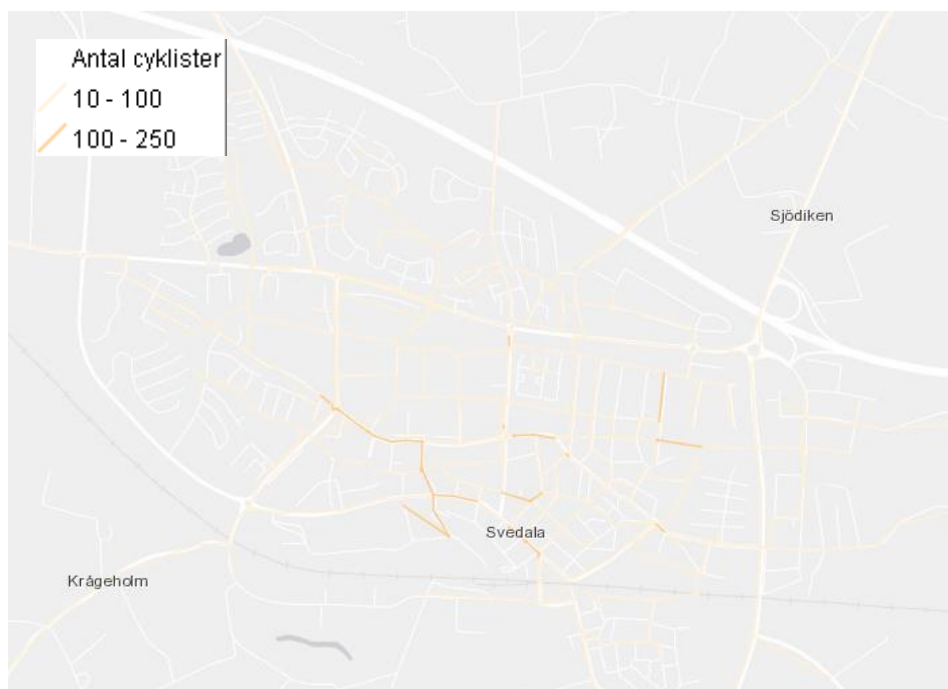 Antal cyklister
10 - 100
100 - 250
Sjödiken
Svedala
Krågeholm